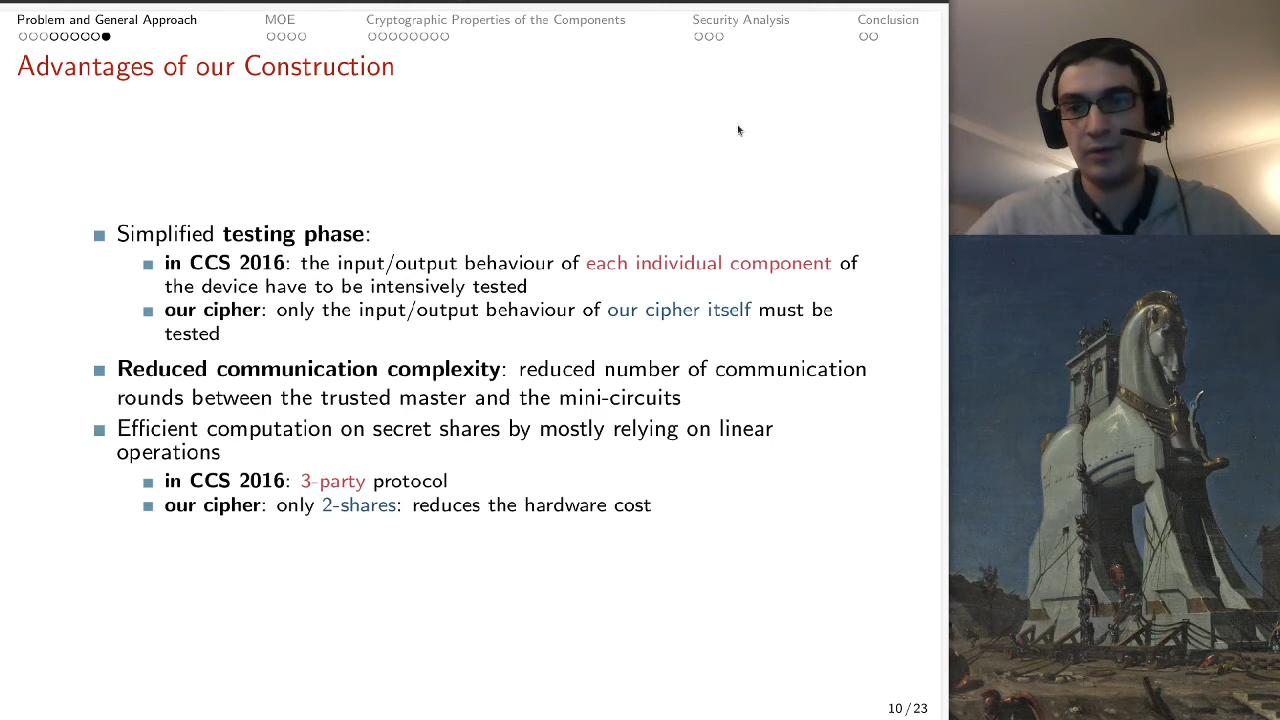 Problem and General Approach MOE Cryptographic Properties of the Components Security Analysis Conclusion
Advantages of our Construction
Simplified testing phase:
in CCS 2016: the input/output behaviour of each individual component of
the device have to be intensively tested
our cipher: only the input/output behaviour of our cipher itself must be
tested
Reduced communication complexity: reduced number of communication
rounds between the trusted master and the mini-circuits
Efficient computation on secret shares by mostly relying on linear
operations
in CCS 2016: 3-party protocol
our cipher: only 2-shares: reduces the hardware cost
10 / 23